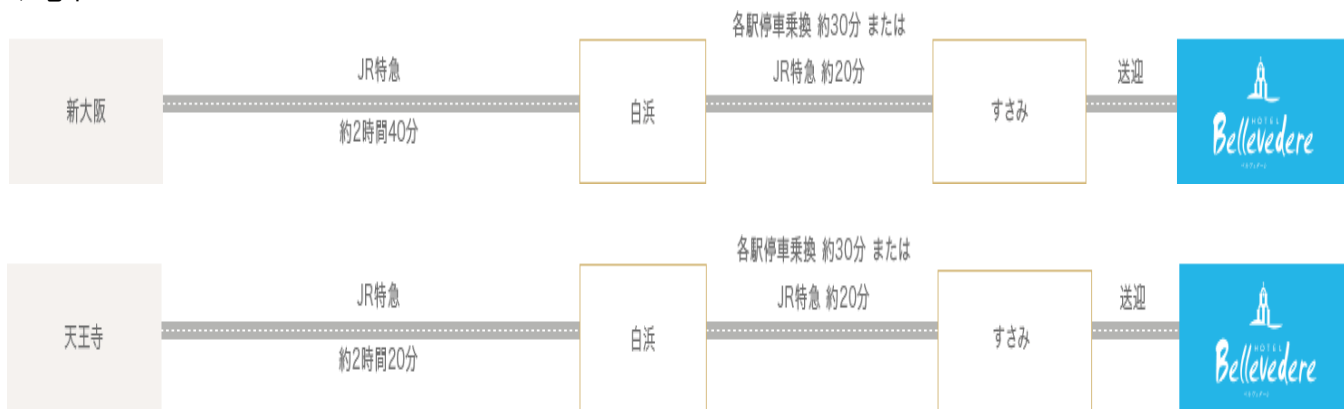 各駅停車乗換 約30分 または
JR特急
JR特急 約20分
送迎
新大阪
白浜
すさみ
約2時間40分
HOTEL
Bellevedere
各駅停車乗換 約30分 または
JR特急
JR特急 約20分
送迎
天王寺
白浜
すさみ
約2時間20分
HOTEL
Bellevedere